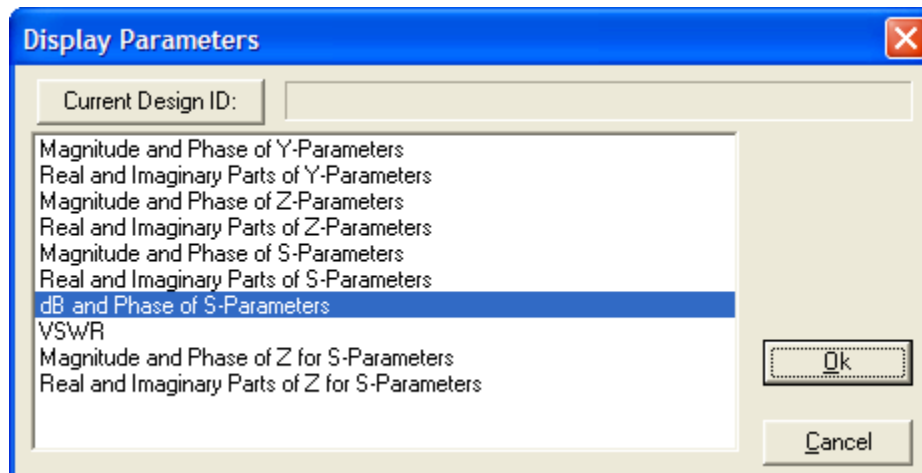 Display Parameters
Current Design ID:
Magnitude and Phase of Y-Parameters
Real and Imaginary Parts of Y-Parameters
Magnitude and Phase of Z-Parameters
Real and Imaginary Parts of Z-Parameters
Magnitude and Phase of S-Parameters
Real and Imaginary Parts of S-Parameters
dB and Phase of S-Parameters
VSWR
Magnitude and Phase of Z for S-Parameters
Real and Imaginary Parts of Z for S-Parameters
Ok
Cancel